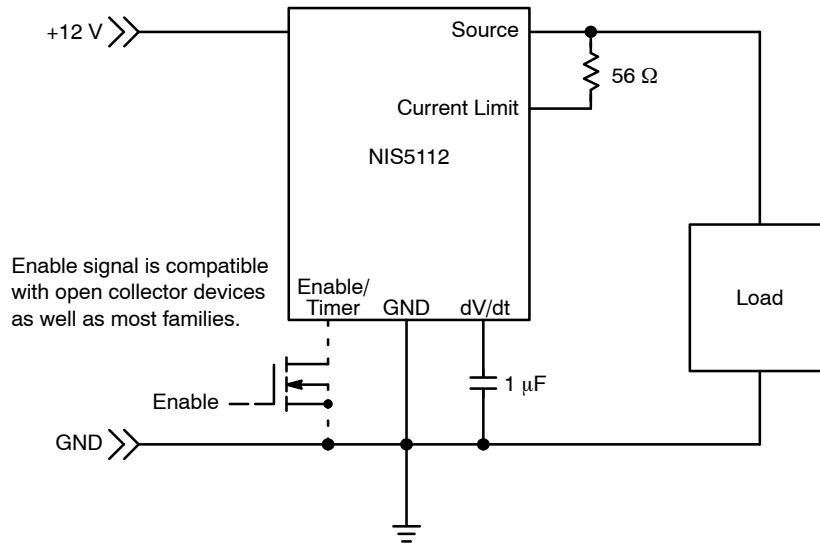 +12 V
Source
56 Ω
Current Limit
NIS5112
Enable signal is compatible
with open collector devices
as well as most families.
Enable/
Timer
GND
dV/dt
Load
1 μF
Enable
GND